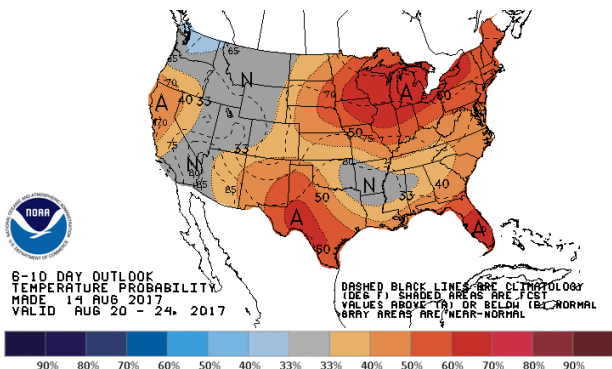 65
65
N
70
A
40 33
70
75
N
80
85
33
85
50
A
60
70
50
75
A
60
80
N
33
40
A
NOAA
NATIONAL OCEANIC AND ATMOSPHERIC ADMINISTRATION
U.S. DEPARTMENT OF COMMERCE
6-10 DAY OUTLOOK
TEMPERATURE PROBABILITY
MADE 14 AUG 2017
VALID AUG 20 - 24, 2017
DASHED BLACK LINES ARE CLIMATOLOGY
(DEG F) SHADED AREAS ARE FCST
VALUES ABOVE (A) OR BELOW (B) NORMAL
GRAY AREAS ARE NEAR-NORMAL
90% 80% 70% 60% 50% 40% 33% 33% 40% 50% 60% 70% 80% 90%